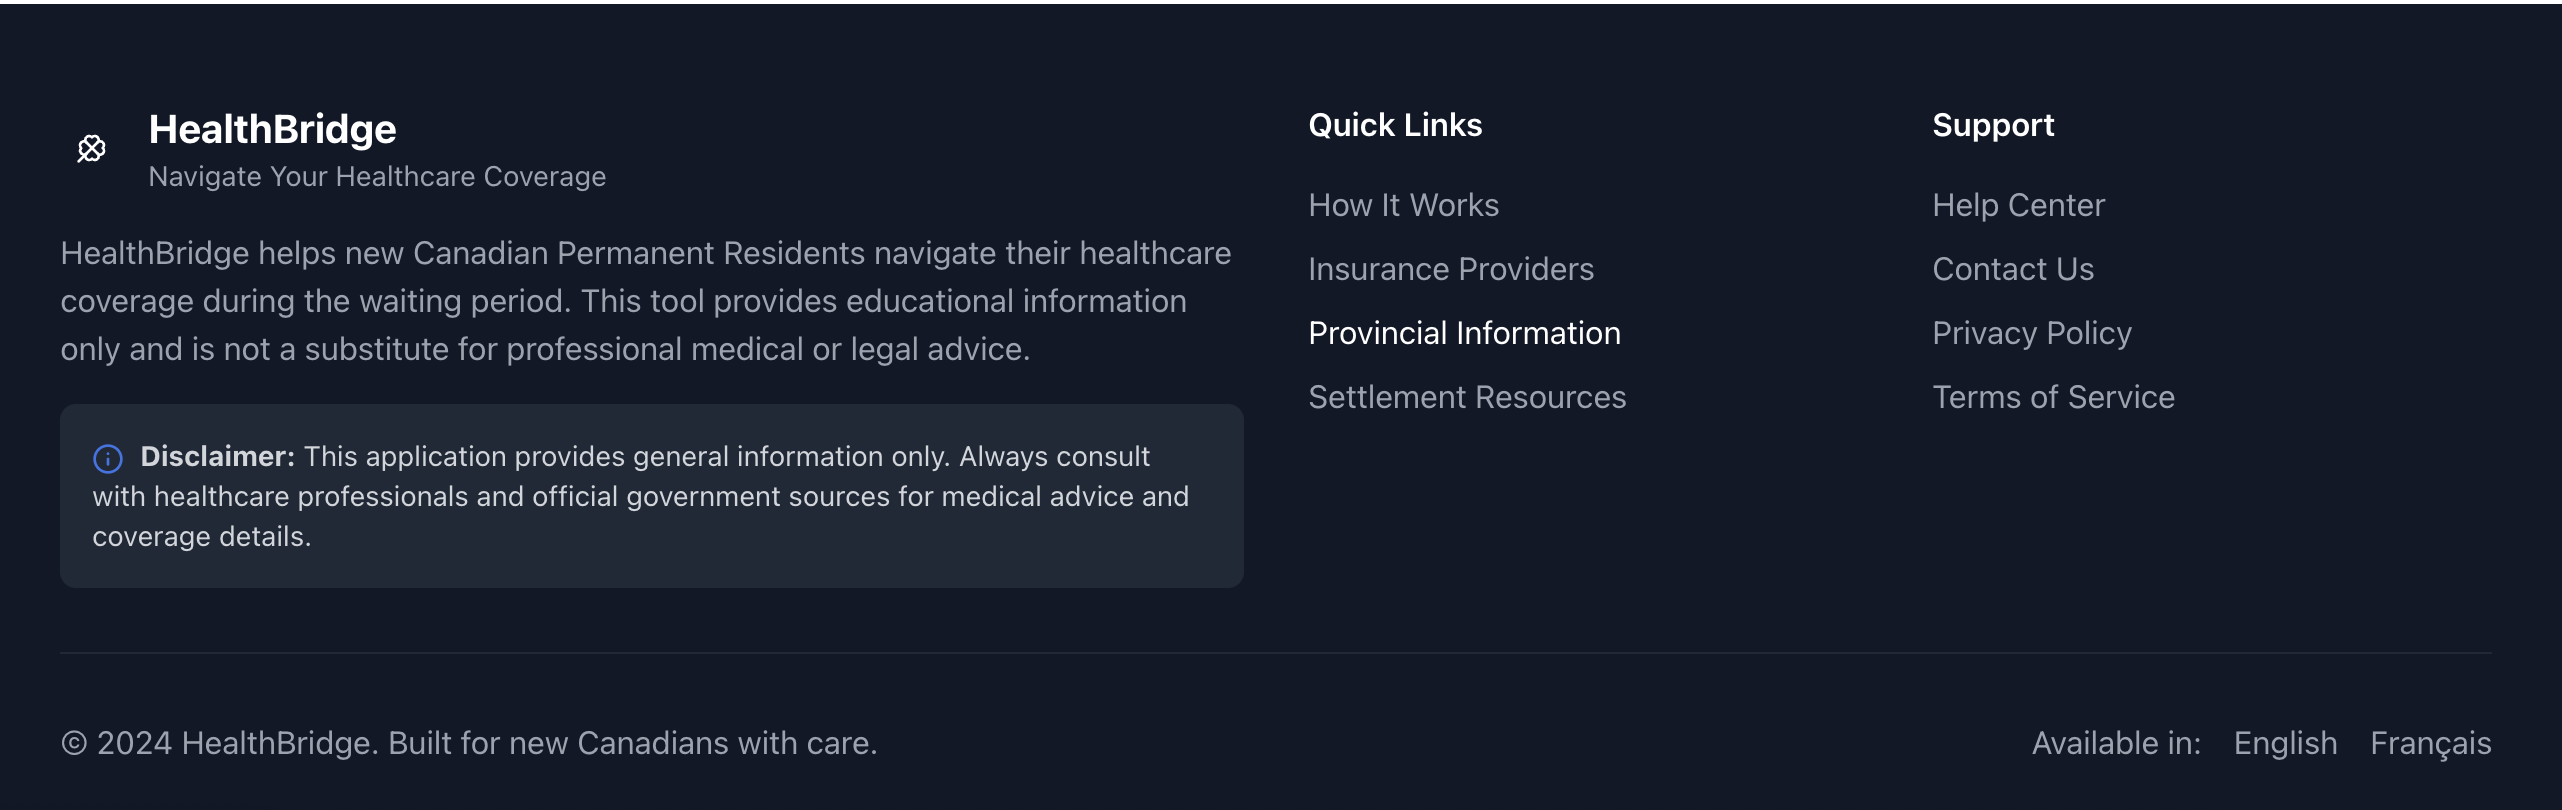 HealthBridge
Navigate Your Healthcare Coverage
HealthBridge helps new Canadian Permanent Residents navigate their healthcare
coverage during the waiting period. This tool provides educational information
only and is not a substitute for professional medical or legal advice.
Disclaimer: This application provides general information only. Always consult
with healthcare professionals and official government sources for medical advice and
coverage details.
Quick Links
How It Works
Insurance Providers
Provincial Information
Settlement Resources
Support
Help Center
Contact Us
Privacy Policy
Terms of Service
© 2024 HealthBridge. Built for new Canadians with care.
Available in: English Français